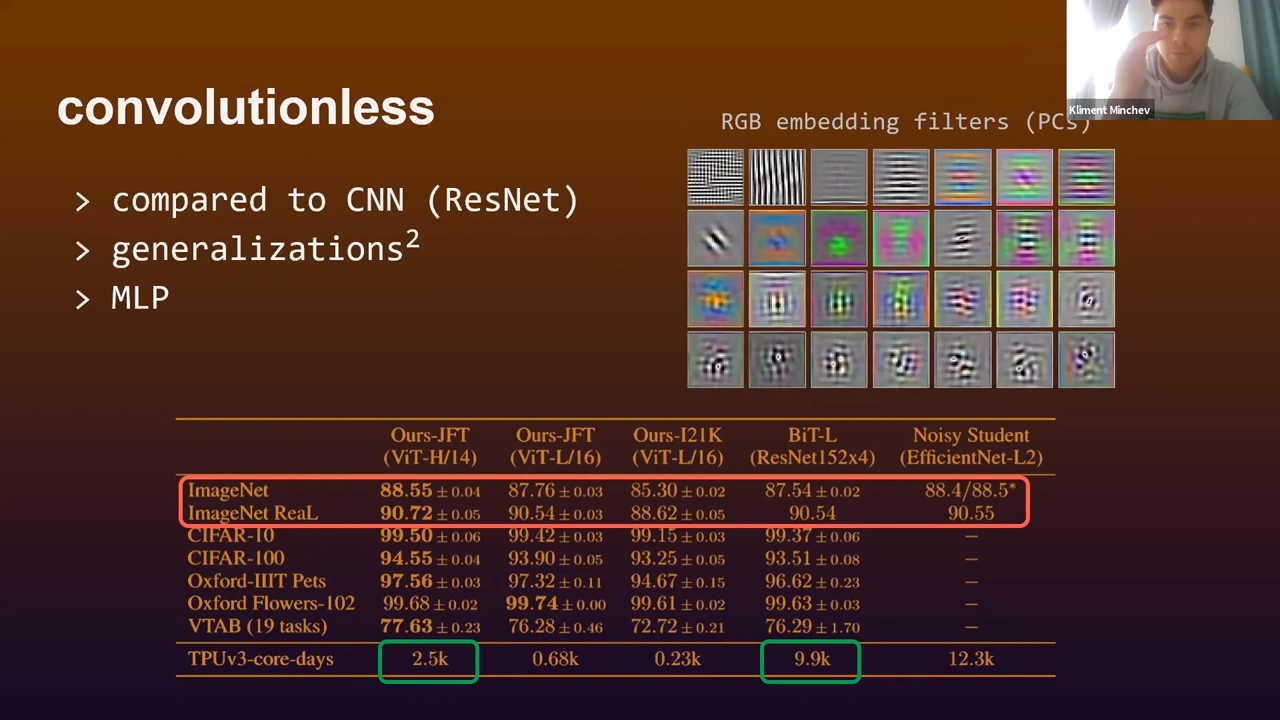 convolutionless
> compared to CNN (ResNet)
> generalizations²
> MLP
Kliment Minchev
RGB embedding filters (PCs)
Ours-JFT (ViT-H/14) Ours-JFT (ViT-L/16) Ours-I21K (ViT-L/16) BiT-L (ResNet152x4) Noisy Student (EfficientNet-L2)
ImageNet 88.55 ± 0.04 87.76 ± 0.03 85.30 ± 0.02 87.54 ± 0.02 88.4/88.5*
ImageNet ReaL 90.72 ± 0.05 90.54 ± 0.03 88.62 ± 0.05 90.54 90.55
CIFAR-10 99.50 ± 0.06 99.42 ± 0.03 99.15 ± 0.03 99.37 ± 0.06 –
CIFAR-100 94.55 ± 0.04 93.90 ± 0.05 93.25 ± 0.05 93.51 ± 0.08 –
Oxford-IIIT Pets 97.56 ± 0.03 97.32 ± 0.11 94.67 ± 0.15 96.62 ± 0.23 –
Oxford Flowers-102 99.68 ± 0.02 99.74 ± 0.00 99.61 ± 0.02 99.63 ± 0.03 –
VTAB (19 tasks) 77.63 ± 0.23 76.28 ± 0.46 72.72 ± 0.21 76.29 ± 1.70 –
TPUv3-core-days 2.5k 0.68k 0.23k 9.9k 12.3k